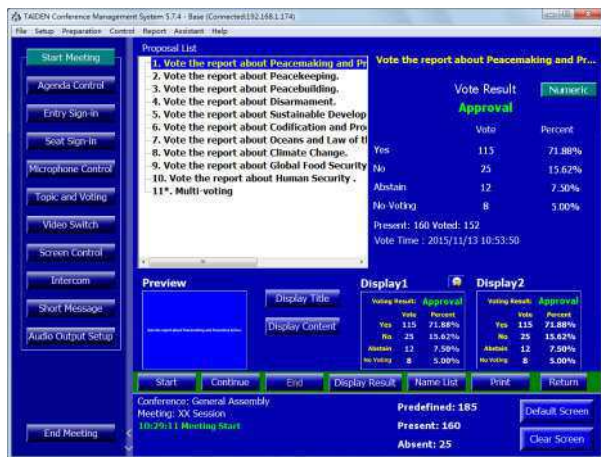 TAIDEN Conference Management System 5.7.4 - Base (Connected:192.168.1.174)
File Setup Preparation Control Report Assistant Help
Start Meeting
Agenda Control
Entry Sign-in
Seat Sign-in
Microphone Control
Topic and Voting
Video Switch
Screen Control
Intercom
Short Message
Audio Output Setup
End Meeting
Proposal List
1. Vote the report about Peacemaking and Pr
2. Vote the report about Peacekeeping.
3. Vote the report about Peacebuilding.
4. Vote the report about Disarmament.
5. Vote the report about Sustainable Develop
6. Vote the report about Codification and Pro
7. Vote the report about Oceans and Law of t
8. Vote the report about Climate Change.
9. Vote the report about Global Food Security
10. Vote the report about Human Security .
11*. Multi-voting
Vote the report about Peacemaking and Pr...
Vote Result Numeric
Approval
Vote Percent
Yes 115 71.88%
No 25 15.62%
Abstain 12 7.50%
No-Voting 8 5.00%
Present: 160 Voted: 152
Vote Time : 2015/11/13 10:53:50
Preview
Display Title
Display Content
Display1
Voting Result: Approval
Vote Percent
Yes 115 71.88%
No 25 15.62%
Abstain 12 7.50%
No Voting 8 5.00%
Display2
Voting Result: Approval
Vote Percent
Yes 115 71.88%
No 25 15.62%
Abstain 12 7.50%
No Voting 8 5.00%
Start Continue End Display Result Name List Print Return
Conference: General Assembly
Meeting: XX Session
10:29:11 Meeting Start
Predefined: 185
Present: 160
Absent: 25
Default Screen
Clear Screen